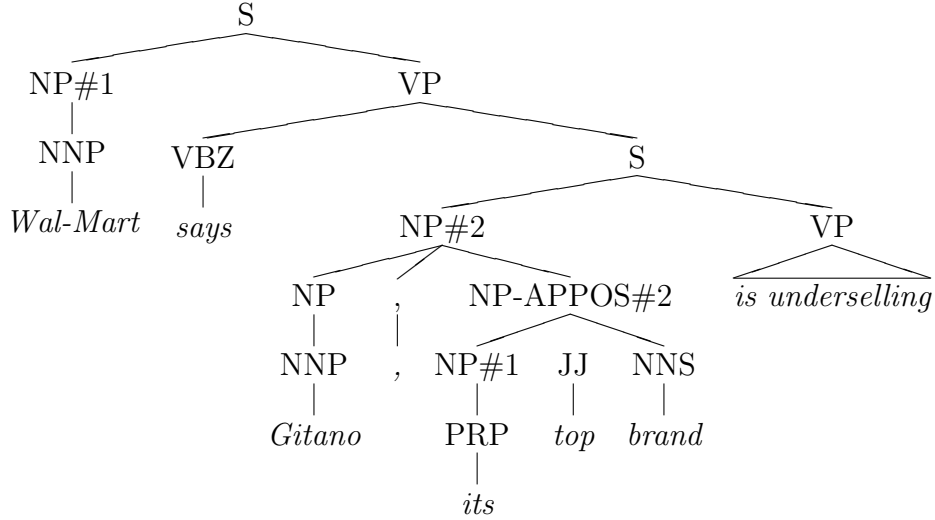 S
NP#1 VP
NNP VBZ S
Wal-Mart says NP#2 VP
NP , NP-APPOS#2 is underselling
NNP , NP#1 JJ NNS
Gitano PRP top brand
its